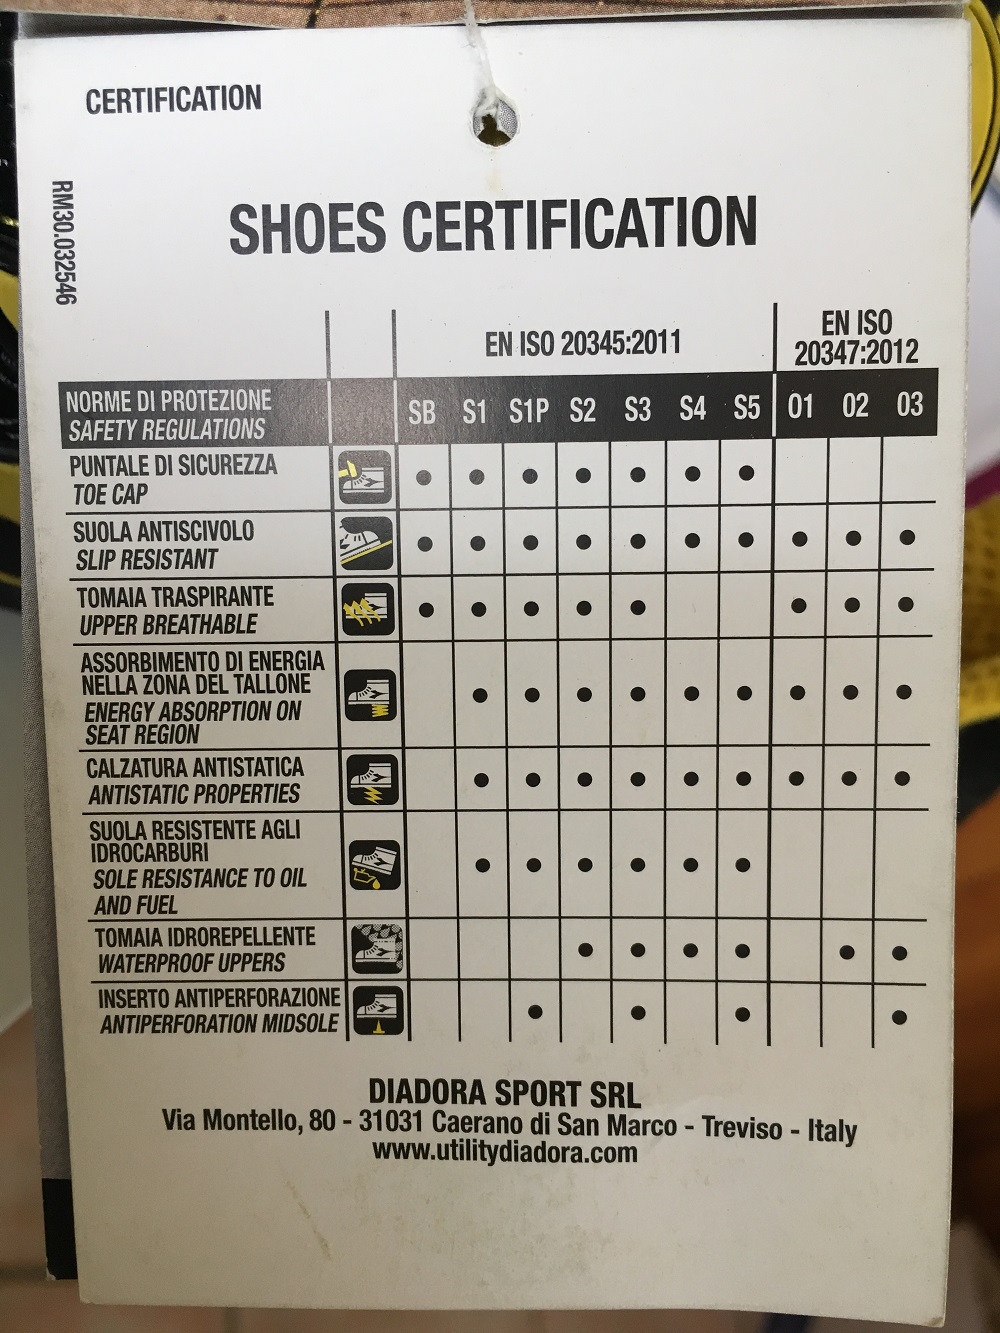 CERTIFICATION
RM30.032546
SHOES CERTIFICATION
EN ISO 20345:2011
EN ISO
20347:2012
NORME DI PROTEZIONE
SAFETY REGULATIONS
SB S1 S1P S2 S3 S4 S5 01 02 03
PUNTALE DI SICUREZZA
TOE CAP
● ● ● ● ● ● ●
SUOLA ANTISCIVOLO
SLIP RESISTANT
● ● ● ● ● ● ● ● ● ●
TOMAIA TRASPIRANTE
UPPER BREATHABLE
● ● ● ● ● ● ● ●
ASSORBIMENTO DI ENERGIA
NELLA ZONA DEL TALLONE
ENERGY ABSORPTION ON
SEAT REGION
● ● ● ● ● ● ● ● ●
CALZATURA ANTISTATICA
ANTISTATIC PROPERTIES
● ● ● ● ● ● ● ● ●
SUOLA RESISTENTE AGLI
IDROCARBURI
SOLE RESISTANCE TO OIL
AND FUEL
● ● ● ● ● ●
TOMAIA IDROREPELLENTE
WATERPROOF UPPERS
● ● ● ● ● ●
INSERTO ANTIPERFORAZIONE
ANTIPERFORATION MIDSOLE
● ● ● ●
DIADORA SPORT SRL
Via Montello, 80 - 31031 Caerano di San Marco - Treviso - Italy
www.utilitydiadora.com